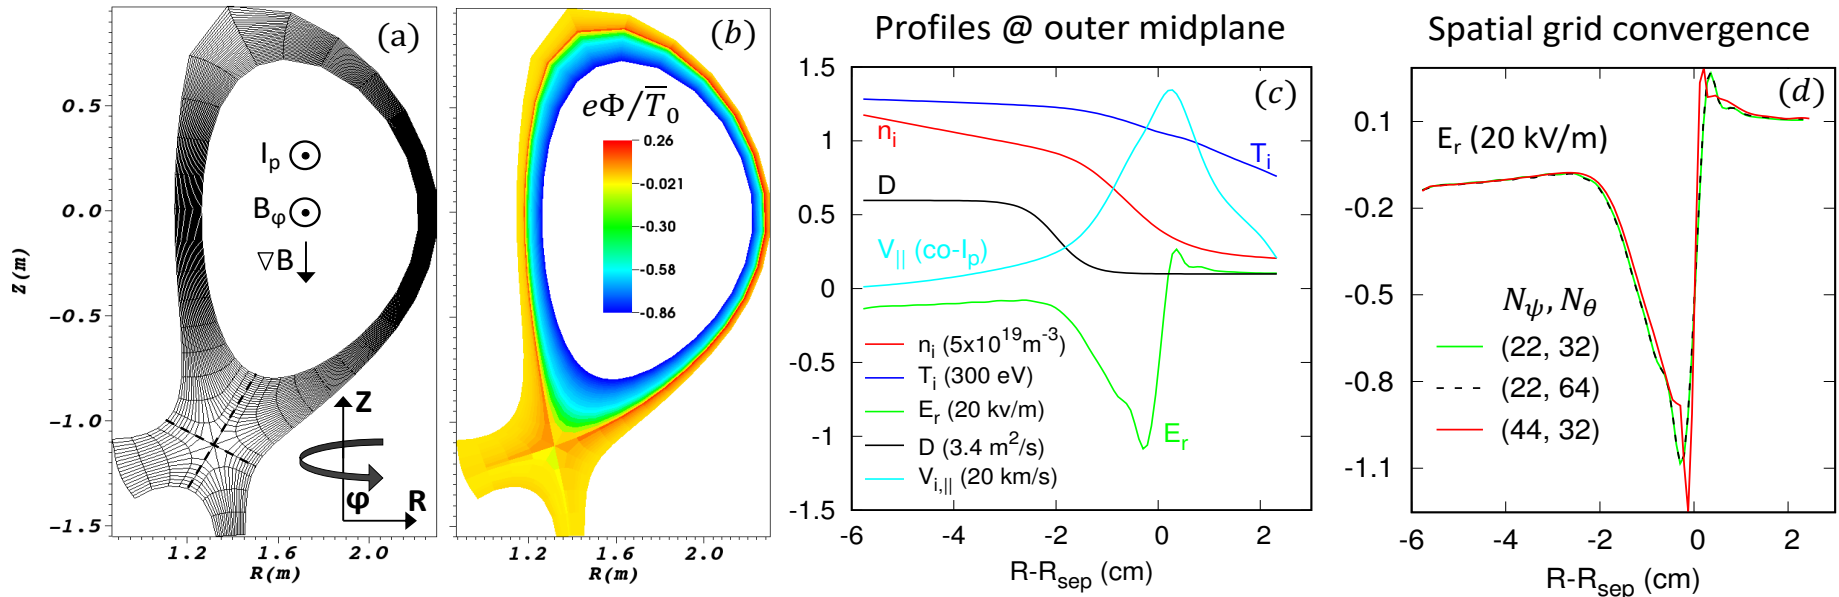 Profiles @ outer midplane
Spatial grid convergence
(a)
0.5
0.0
−0.5
−1.0
−1.5
Z(m)
I_p
B_φ
∇B
Z
R
φ
1.2 1.6 2.0
R(m)
(b)
eΦ/T̅₀
0.26
-0.021
-0.30
-0.58
-0.86
1.2 1.6 2.0
R(m)
(c)
1.5
1
0.5
0
-0.5
-1
-1.5
T_i
n_i
D
V_|| (co-I_p)
E_r
n_i (5x10^19 m^-3)
T_i (300 eV)
E_r (20 kv/m)
D (3.4 m^2/s)
V_i,|| (20 km/s)
-6 -4 -2 0 2
R-R_sep (cm)
(d)
0.1
-0.2
-0.5
-0.8
-1.1
E_r (20 kV/m)
N_ψ, N_θ
(22, 32)
(22, 64)
(44, 32)
-6 -4 -2 0 2
R-R_sep (cm)